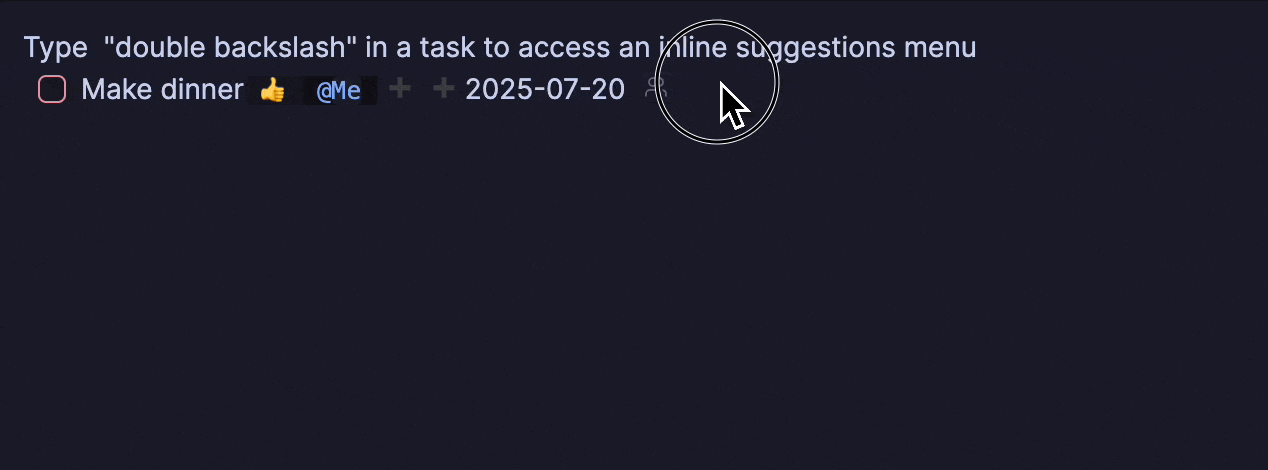 Type "double backslash" in a task to access an inline suggestions menu
Make dinner 👍 @Me ➕ ➕ 2025-07-20